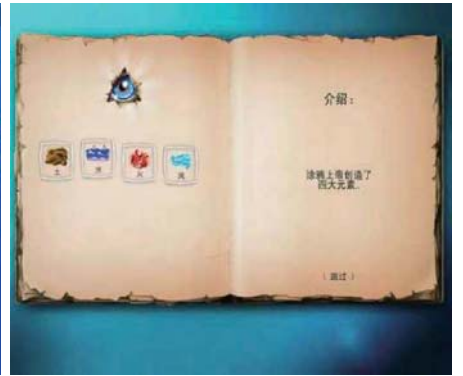 土
水
火
风
介绍：
涂鸦上帝创造了
四大元素.
（ 跳过 ）